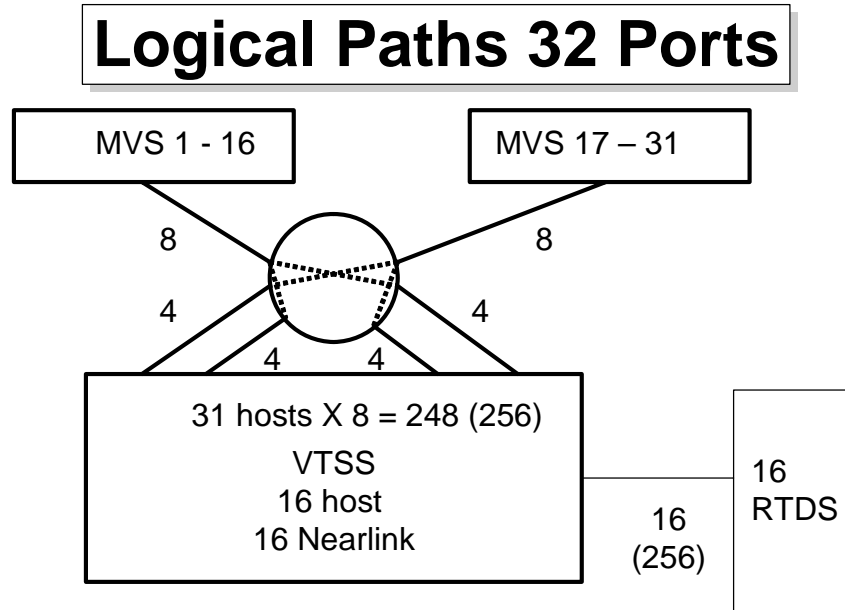 Logical Paths 32 Ports
MVS 1 - 16
MVS 17 – 31
8
8
4
4
4
4
31 hosts X 8 = 248 (256)
VTSS
16 host
16 Nearlink
16
(256)
16
RTDS